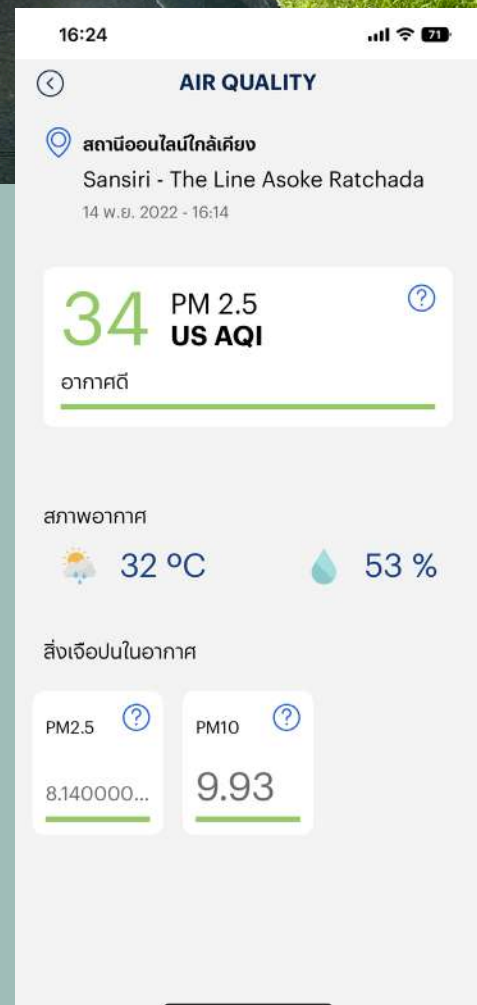 16:24
71
AIR QUALITY
สถานีออนไลน์ใกล้เคียง
Sansiri - The Line Asoke Ratchada
14 พ.ย. 2022 - 16:14
34 PM 2.5
US AQI
?
อากาศดี
สภาพอากาศ
32 ºC 53 %
สิ่งเจือปนในอากาศ
PM2.5 ? PM10 ?
8.140000... 9.93